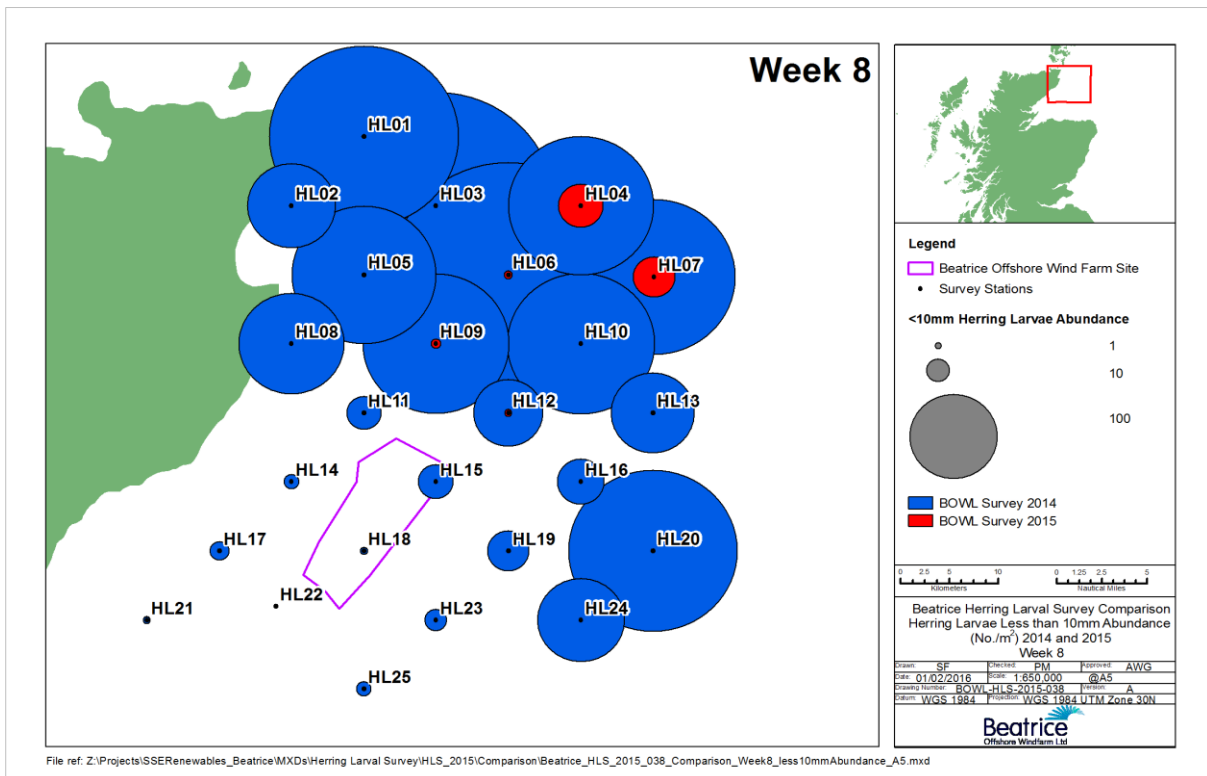 Week 8
HL01
HL02
HL03
HL04
HL05
HL06
HL07
HL08
HL09
HL10
HL11
HL12
HL13
HL14
HL15
HL16
HL17
HL18
HL19
HL20
HL21
HL22
HL23
HL24
HL25
Legend
Beatrice Offshore Wind Farm Site
Survey Stations
<10mm Herring Larvae Abundance
1
10
100
BOWL Survey 2014
BOWL Survey 2015
0 2.5 5 10
Kilometers
0 1.25 2.5 5
Nautical Miles
Beatrice Herring Larval Survey Comparison
Herring Larvae Less than 10mm Abundance
(No./m²) 2014 and 2015
Week 8
Drawn: SF Checked: PM Approved: AWG
Date: 01/02/2016 Scale: 1:650,000 @A5
Drawing Number: BOWL-HLS-2015-038 Version: A
Datum: WGS 1984 Projection: WGS 1984 UTM Zone 30N
Beatrice
Offshore Windfarm Ltd
File ref: Z:\Projects\SSERenewables_Beatrice\MXDs\Herring Larval Survey\HLS_2015\Comparison\Beatrice_HLS_2015_038_Comparison_Week8_less10mmAbundance_A5.mxd